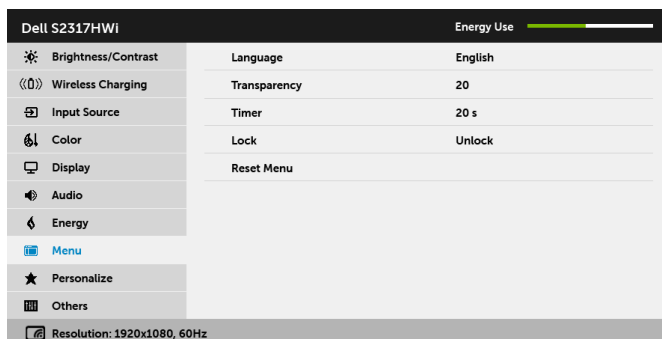 Dell S2317HWi
Energy Use
Brightness/Contrast
Wireless Charging
Input Source
Color
Display
Audio
Energy
Menu
Personalize
Others
Language English
Transparency 20
Timer 20 s
Lock Unlock
Reset Menu
Resolution: 1920x1080, 60Hz